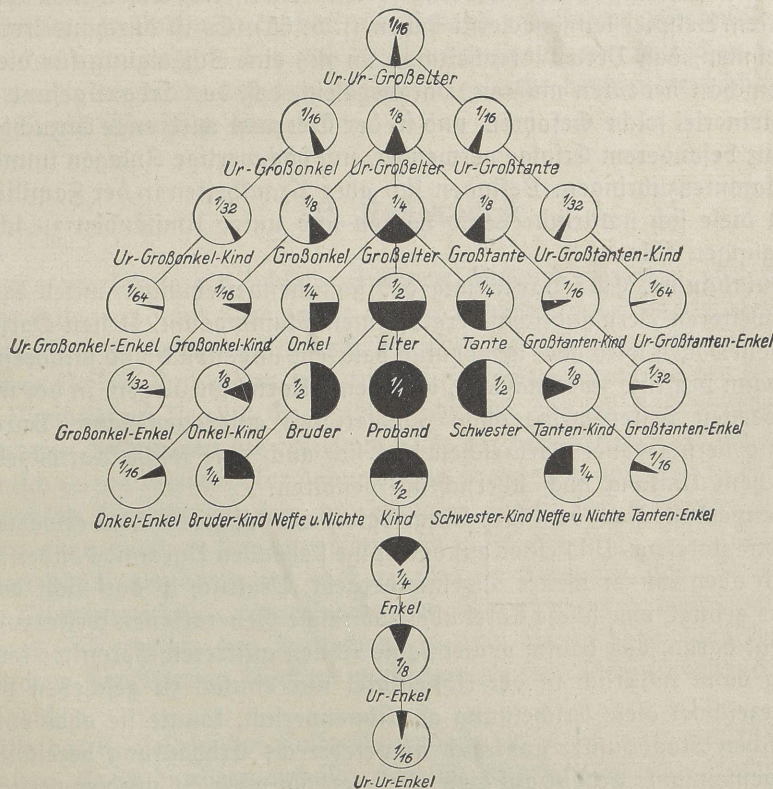 1/16
Ur-Ur-Großelter
1/16 1/8 1/16
Ur-Großonkel Ur-Großelter Ur-Großtante
1/32 1/8 1/4 1/8 1/32
Ur-Großonkel-Kind Großonkel Großelter Großtante Ur-Großtanten-Kind
1/64 1/16 1/4 1/2 1/4 1/16 1/64
Ur-Großonkel-Enkel Großonkel-Kind Onkel Elter Tante Großtanten-Kind Ur-Großtanten-Enkel
1/32 1/8 1/2 1/1 1/2 1/8 1/32
Großonkel-Enkel Onkel-Kind Bruder Proband Schwester Tanten-Kind Großtanten-Enkel
1/16 1/4 1/2 1/4 1/16
Onkel-Enkel Bruder-Kind Neffe u. Nichte Kind Schwester-Kind Neffe u. Nichte Tanten-Enkel
1/4
Enkel
1/8
Ur-Enkel
1/16
Ur-Ur-Enkel